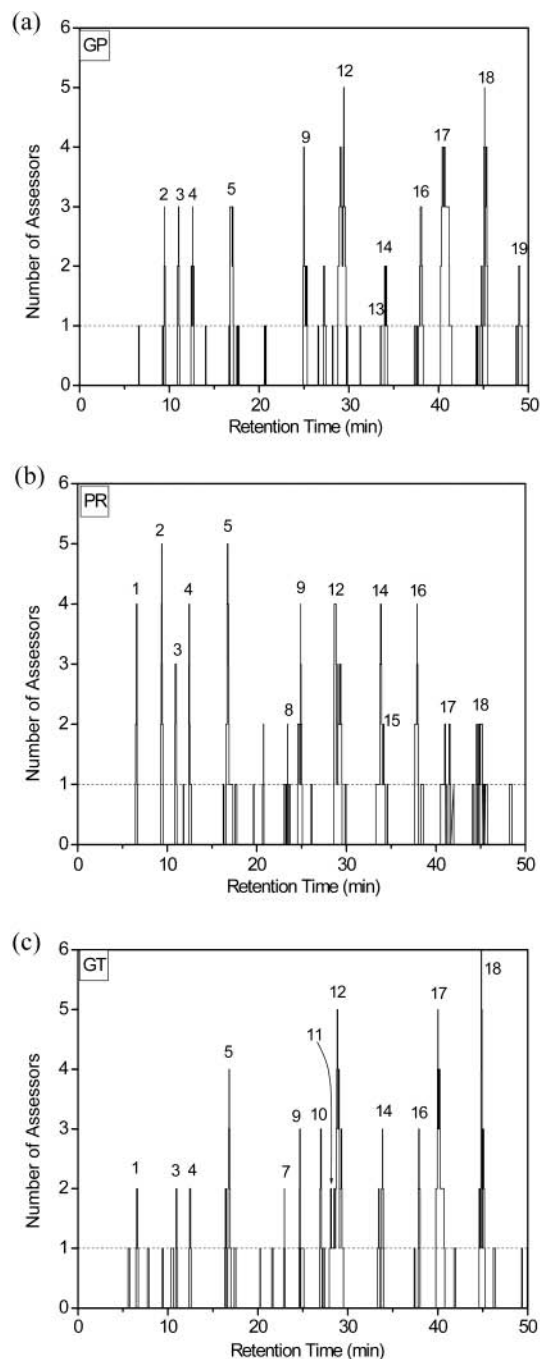 (a)
GP
6
5
4
3
2
1
0
Number of Assessors
2 3 4 5 9 12 13 14 16 17 18 19
0 10 20 30 40 50
Retention Time (min)
(b)
PR
6
5
4
3
2
1
0
Number of Assessors
1 2 3 4 5 8 9 12 14 15 16 17 18
0 10 20 30 40 50
Retention Time (min)
(c)
GT
6
5
4
3
2
1
0
Number of Assessors
1 3 4 5 7 9 10 11 12 14 16 17 18
0 10 20 30 40 50
Retention Time (min)